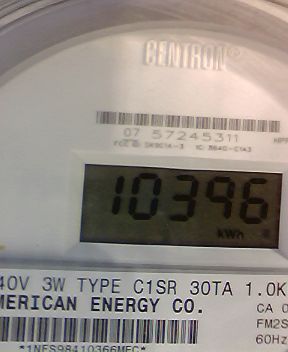 CENTRON®
07 57245311
10396
kWh
40V 3W TYPE C1SR 30TA 1.0K
MERICAN ENERGY CO.
CA 0
FM2S
60Hz
*1NFS98410366MEC*